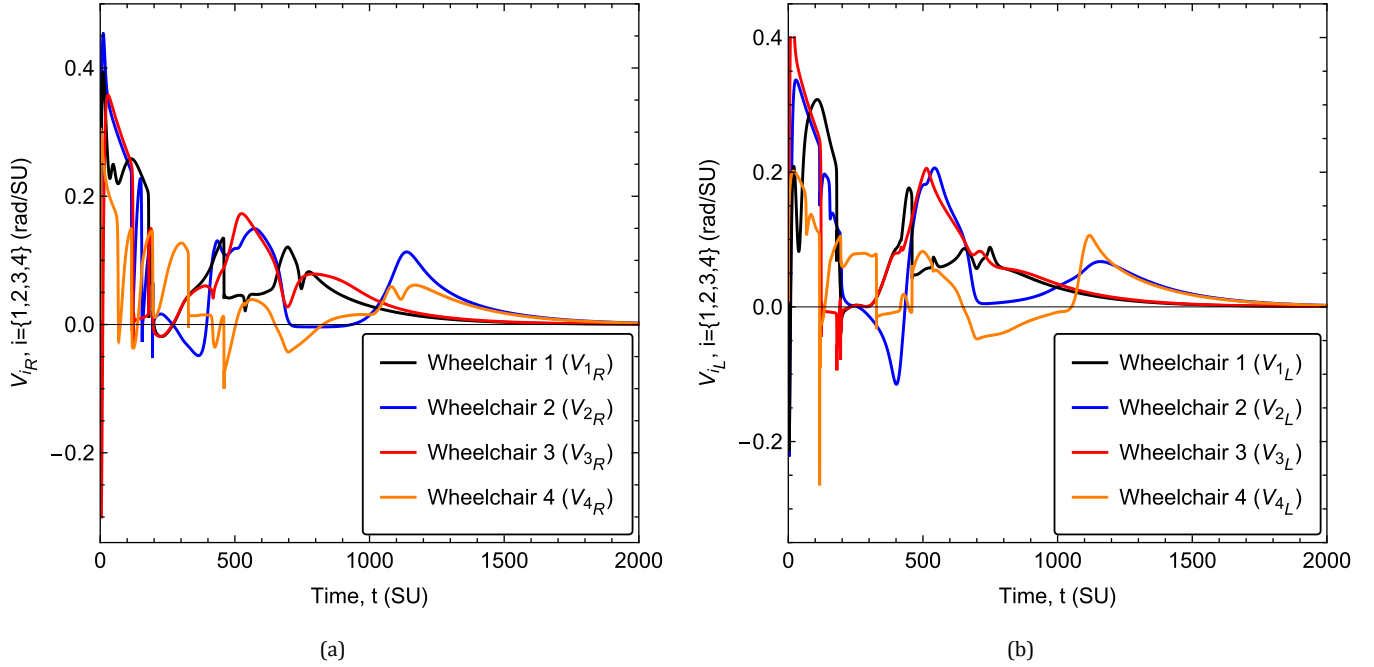 0.4
0.2
0.0
−0.2
0 500 1000 1500 2000
V_{i_R}, i={1,2,3,4} (rad/SU)
Time, t (SU)
Wheelchair 1 (V_{1_R})
Wheelchair 2 (V_{2_R})
Wheelchair 3 (V_{3_R})
Wheelchair 4 (V_{4_R})
(a)
0.4
0.2
0.0
−0.2
0 500 1000 1500 2000
V_{i_L}, i={1,2,3,4} (rad/SU)
Time, t (SU)
Wheelchair 1 (V_{1_L})
Wheelchair 2 (V_{2_L})
Wheelchair 3 (V_{3_L})
Wheelchair 4 (V_{4_L})
(b)